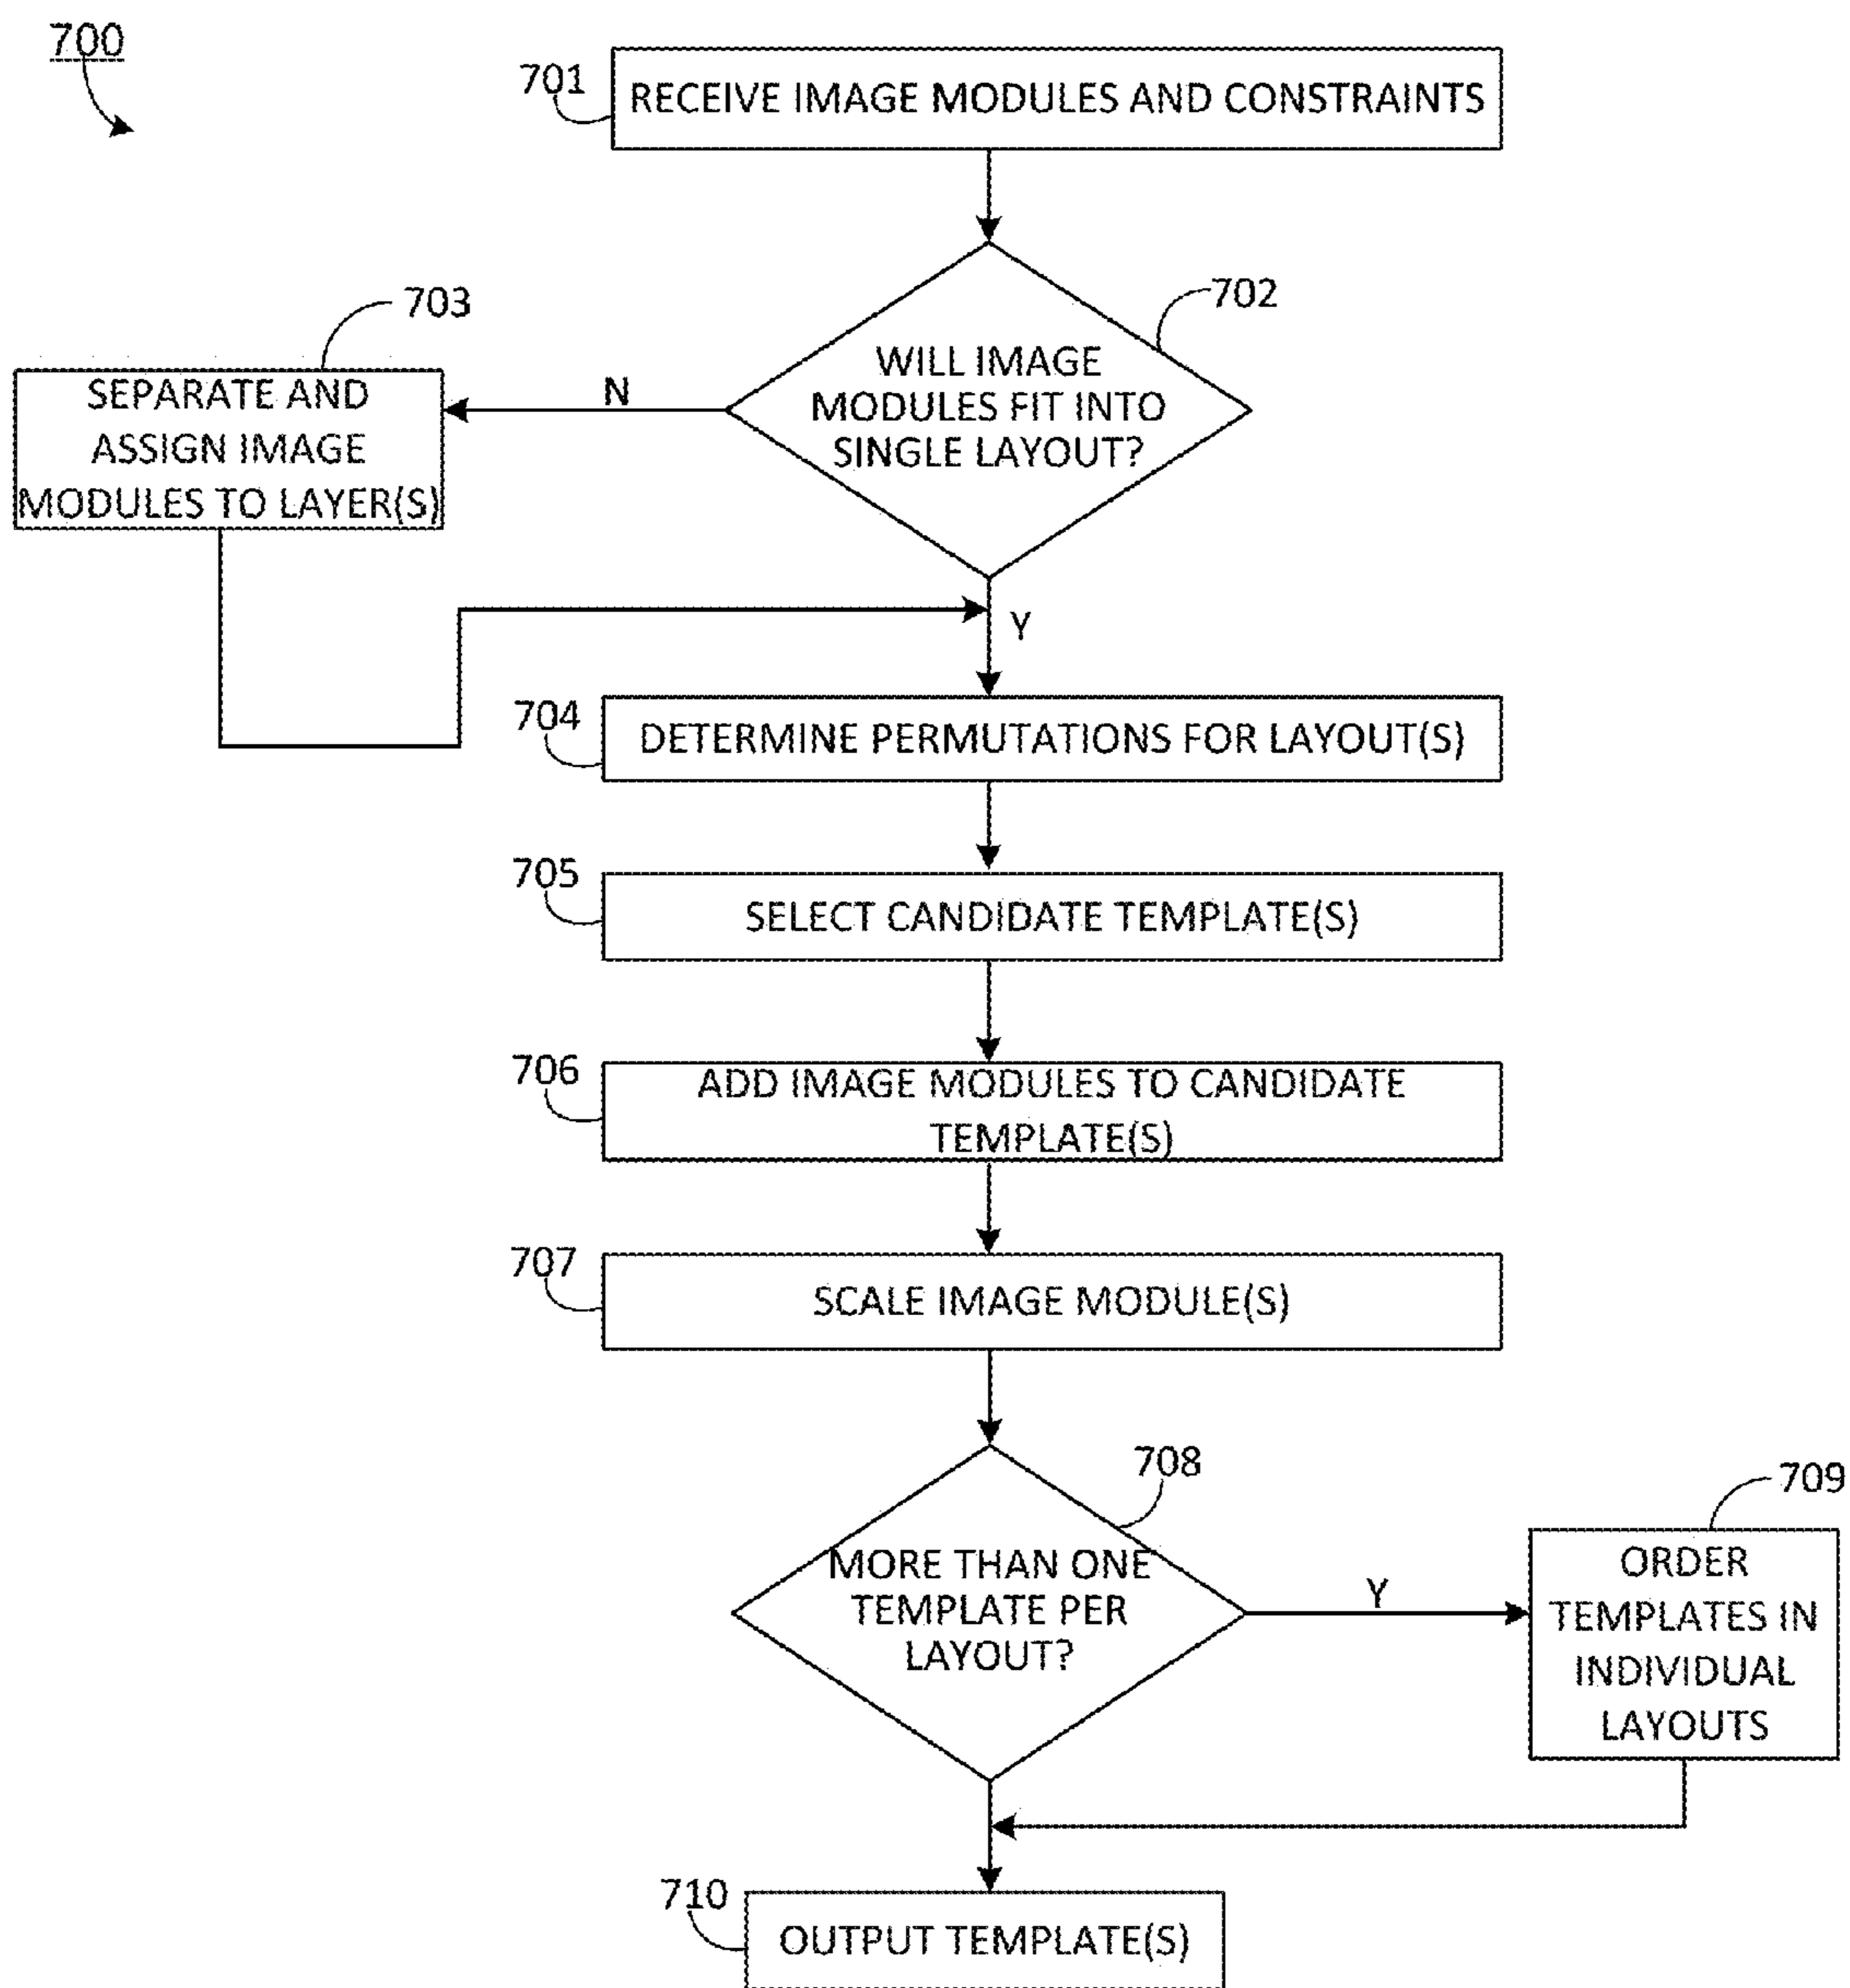 700
701
RECEIVE IMAGE MODULES AND CONSTRAINTS
702
WILL IMAGE
MODULES FIT INTO
SINGLE LAYOUT?
703
N
SEPARATE AND
ASSIGN IMAGE
MODULES TO LAYER(S)
Y
704
DETERMINE PERMUTATIONS FOR LAYOUT(S)
705
SELECT CANDIDATE TEMPLATE(S)
706
ADD IMAGE MODULES TO CANDIDATE
TEMPLATE(S)
707
SCALE IMAGE MODULE(S)
708
MORE THAN ONE
TEMPLATE PER
LAYOUT?
Y
709
ORDER
TEMPLATES IN
INDIVIDUAL
LAYOUTS
710
OUTPUT TEMPLATE(S)